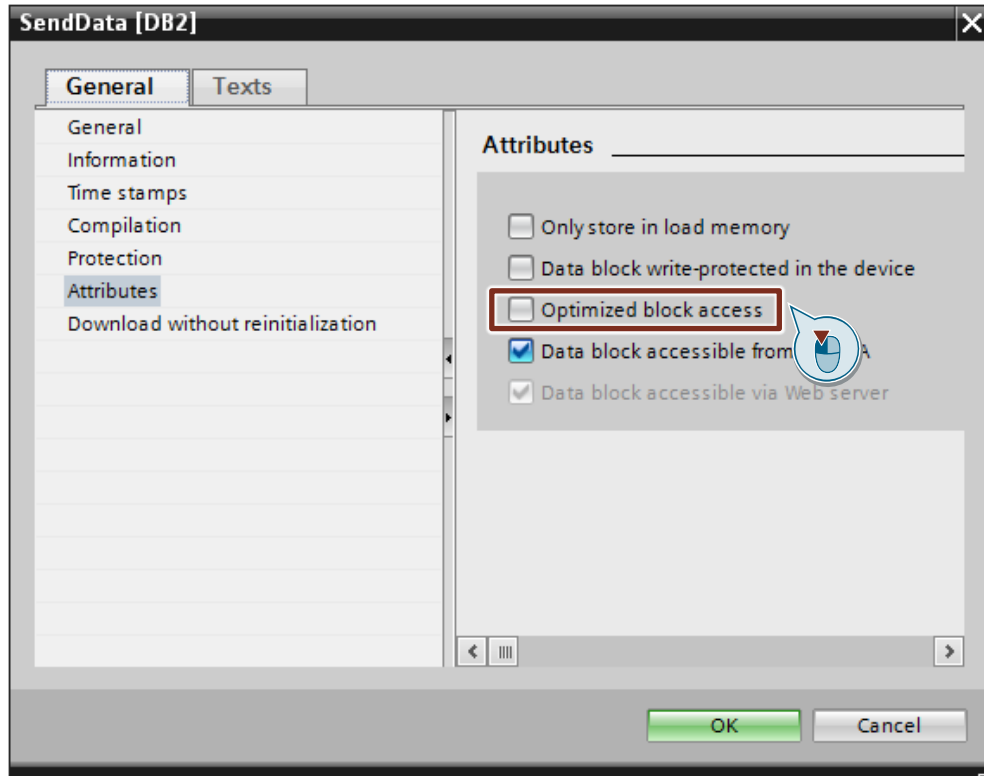 SendData [DB2]
General Texts
General
Information
Time stamps
Compilation
Protection
Attributes
Download without reinitialization
Attributes
Only store in load memory
Data block write-protected in the device
Optimized block access
Data block accessible from A
Data block accessible via Web server
OK Cancel